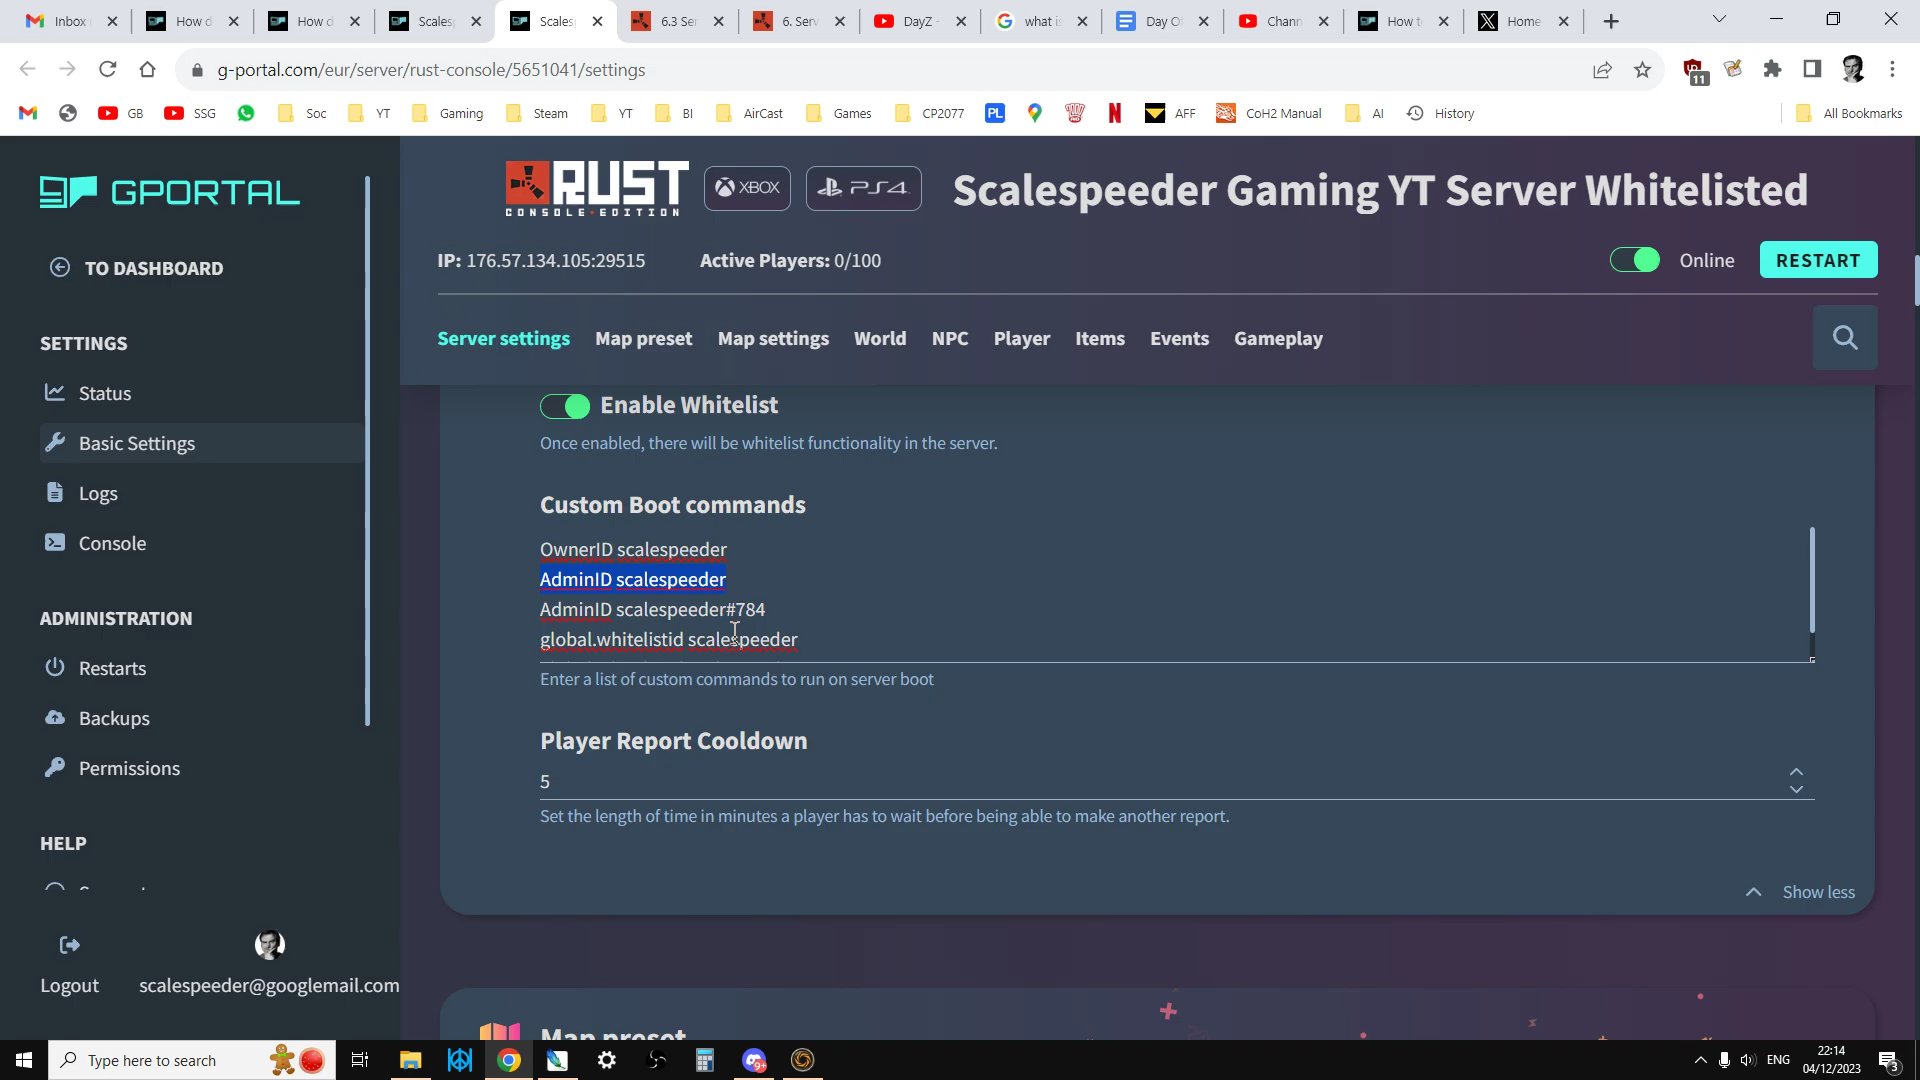 Inbox
How d
How d
Scales
Scales
6.3 Ser
6. Serv
DayZ -
what is
Day O
Chann
How t
Home
g-portal.com/eur/server/rust-console/5651041/settings
11
GB
SSG
Soc
YT
Gaming
Steam
YT
BI
AirCast
Games
CP2077
PL
AFF
CoH2 Manual
AI
History
All Bookmarks
GPORTAL
TO DASHBOARD
SETTINGS
Status
Basic Settings
Logs
Console
ADMINISTRATION
Restarts
Backups
Permissions
HELP
Logout
scalespeeder@googlemail.com
RUST
CONSOLE EDITION
XBOX
PS4
Scalespeeder Gaming YT Server Whitelisted
IP: 176.57.134.105:29515
Active Players: 0/100
Online
RESTART
Server settings
Map preset
Map settings
World
NPC
Player
Items
Events
Gameplay
Enable Whitelist
Once enabled, there will be whitelist functionality in the server.
Custom Boot commands
OwnerID scalespeeder
AdminID scalespeeder
AdminID scalespeeder#784
global.whitelistid scalespeeder
Enter a list of custom commands to run on server boot
Player Report Cooldown
5
Set the length of time in minutes a player has to wait before being able to make another report.
Show less
Map preset
Type here to search
9+
ENG
22:14
04/12/2023
3